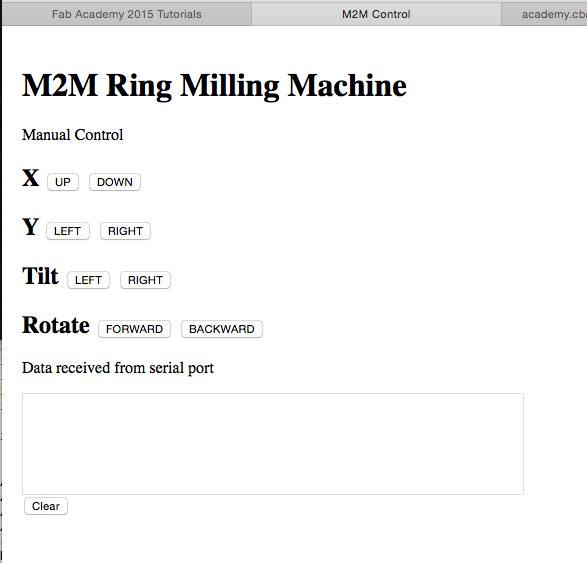 Fab Academy 2015 Tutorials M2M Control academy.cba
M2M Ring Milling Machine
Manual Control
X UP DOWN
Y LEFT RIGHT
Tilt LEFT RIGHT
Rotate FORWARD BACKWARD
Data received from serial port
Clear